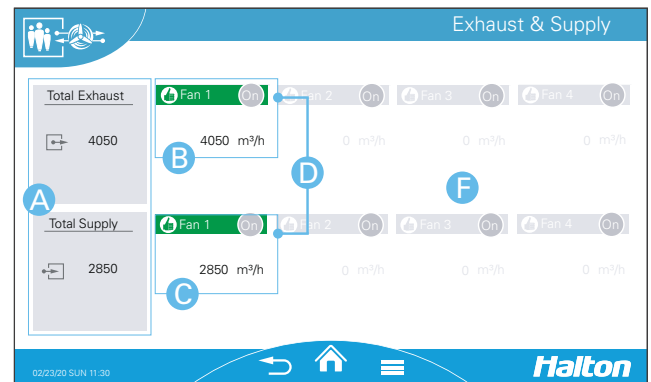 Exhaust & Supply
Total Exhaust
4050
Fan 1 On
4050 m³/h
Fan 2 On
0 m³/h
Fan 3 On
0 m³/h
Fan 4 On
0 m³/h
A
B
D
F
Total Supply
2850
Fan 1 On
2850 m³/h
Fan 2 On
0 m³/h
Fan 3 On
0 m³/h
Fan 4 On
0 m³/h
C
02/23/20 SUN 11:30
Halton